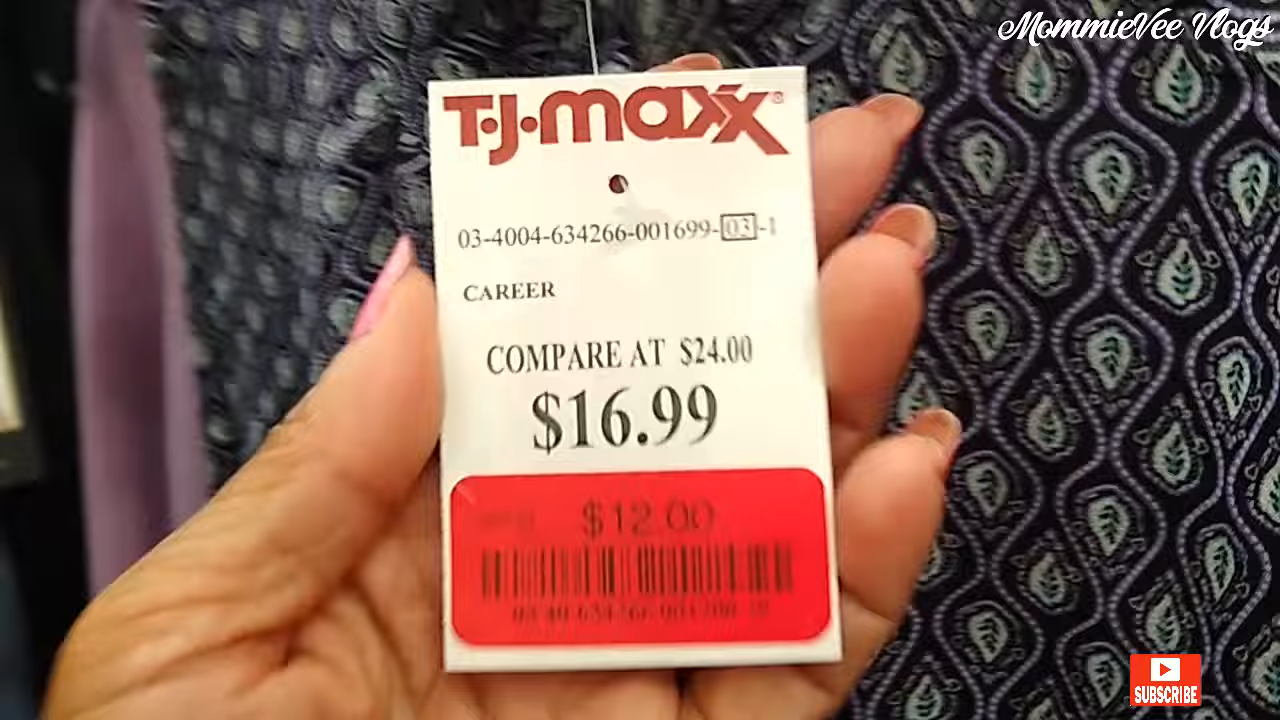 MommieVee Vlogs
T·J·maxx®
03-4004-634266-001699-03-1
CAREER
COMPARE AT $24.00
$16.99
$12.00
SUBSCRIBE